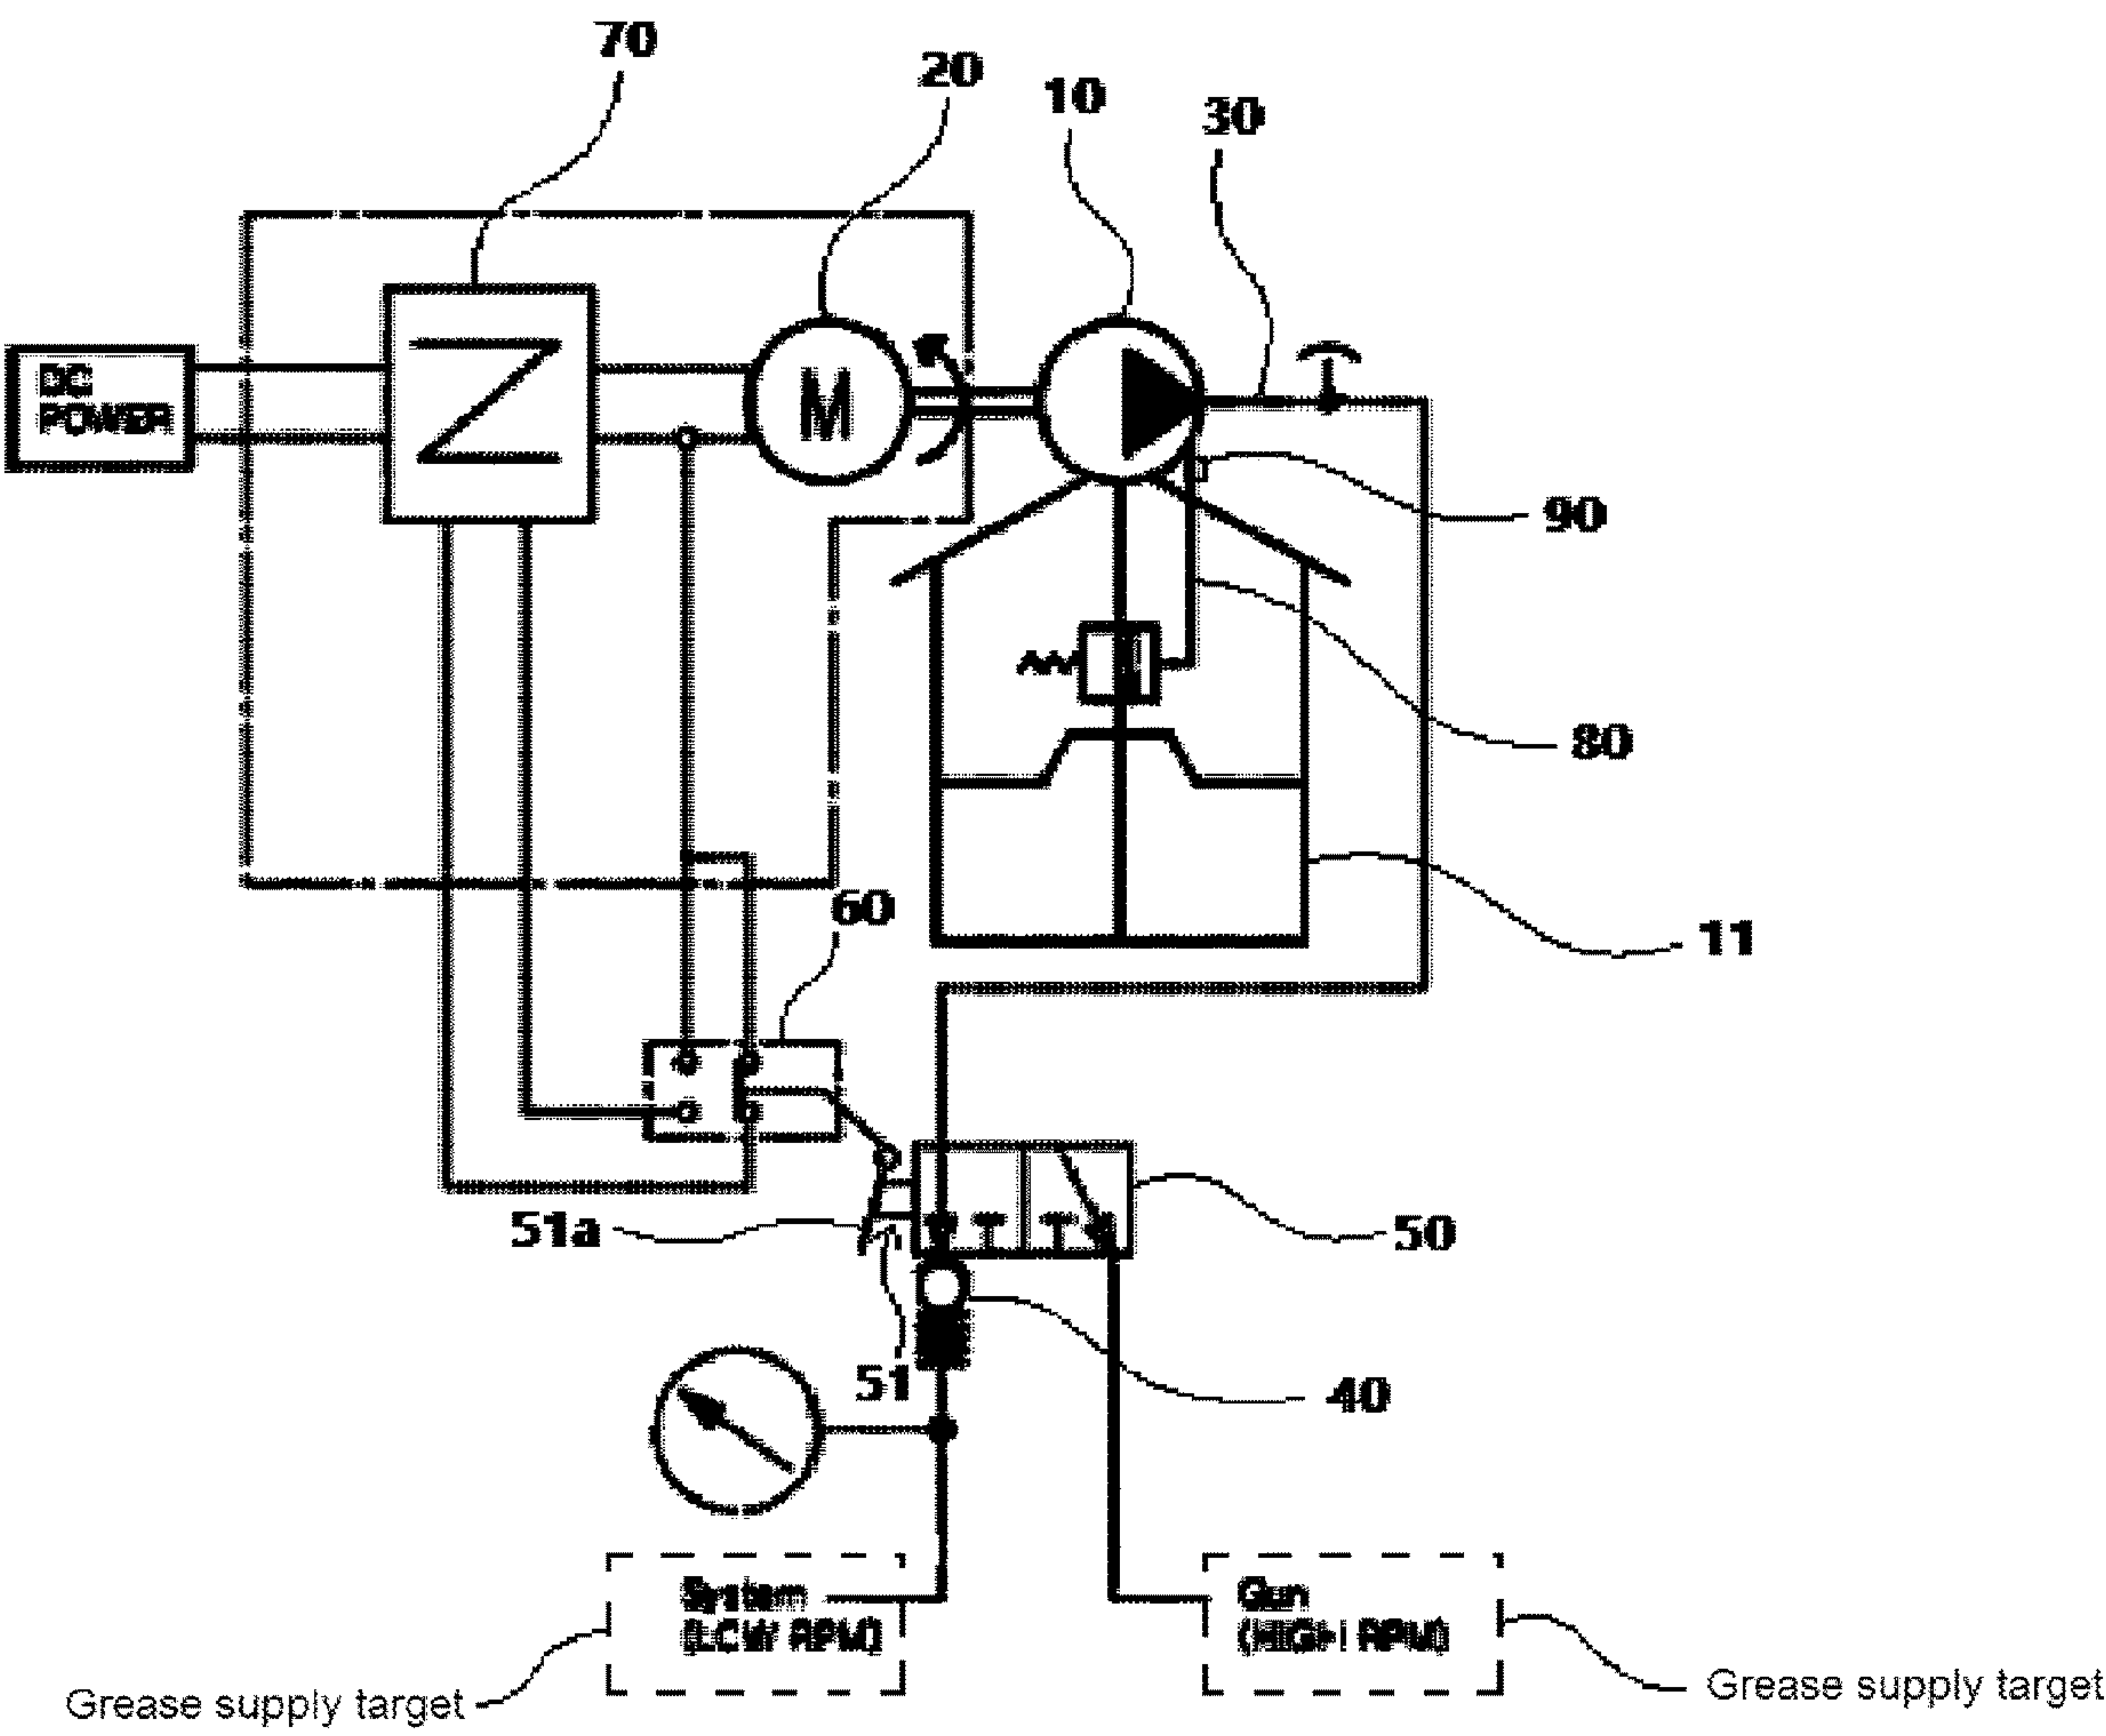 70
20
10
30
DC
POWER
M
90
80
60
11
51a
50
51
40
System
(LOW RPM)
Gun
(HIGH RPM)
Grease supply target
Grease supply target